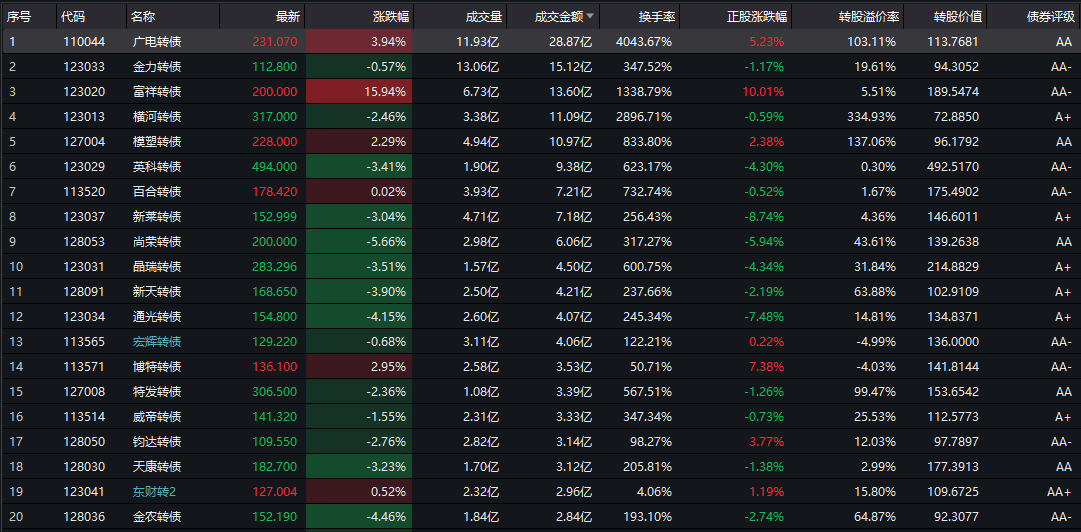 序号 代码 名称 最新 涨跌幅 成交量 成交金额 换手率 正股涨跌幅 转股溢价率 转股价值 债券评级
1 110044 广电转债 231.070 3.94% 11.93亿 28.87亿 4043.67% 5.23% 103.11% 113.7681 AA
2 123033 金力转债 112.800 -0.57% 13.06亿 15.12亿 347.52% -1.17% 19.61% 94.3052 AA-
3 123020 富祥转债 200.000 15.94% 6.73亿 13.60亿 1338.79% 10.01% 5.51% 189.5474 AA-
4 123013 横河转债 317.000 -2.46% 3.38亿 11.09亿 2896.71% -0.59% 334.93% 72.8850 A+
5 127004 模塑转债 228.000 2.29% 4.94亿 10.97亿 833.80% 2.38% 137.06% 96.1792 AA
6 123029 英科转债 494.000 -3.41% 1.90亿 9.38亿 623.17% -4.30% 0.30% 492.5170 AA-
7 113520 百合转债 178.420 0.02% 3.93亿 7.21亿 732.74% -0.52% 1.67% 175.4902 AA-
8 123037 新莱转债 152.999 -3.04% 4.71亿 7.18亿 256.43% -8.74% 4.36% 146.6011 A+
9 128053 尚荣转债 200.000 -5.66% 2.98亿 6.06亿 317.27% -5.94% 43.61% 139.2638 AA
10 123031 晶瑞转债 283.296 -3.51% 1.57亿 4.50亿 600.75% -4.34% 31.84% 214.8829 A+
11 128091 新天转债 168.650 -3.90% 2.50亿 4.21亿 237.66% -2.19% 63.88% 102.9109 A+
12 123034 通光转债 154.800 -4.15% 2.60亿 4.07亿 245.34% -7.48% 14.81% 134.8371 A+
13 113565 宏辉转债 129.220 -0.68% 3.11亿 4.06亿 122.21% 0.22% -4.99% 136.0000 AA-
14 113571 博特转债 136.100 2.95% 2.58亿 3.53亿 50.71% 7.38% -4.03% 141.8144 AA-
15 127008 特发转债 306.500 -2.36% 1.08亿 3.39亿 467.51% -1.26% 99.47% 153.6542 AA
16 113514 威帝转债 141.320 -1.55% 2.31亿 3.33亿 347.34% -0.73% 25.53% 112.5773 A+
17 128050 钧达转债 109.550 -2.76% 2.82亿 3.14亿 98.27% 3.77% 12.03% 97.7897 AA-
18 128030 天康转债 182.700 -3.23% 1.70亿 3.12亿 205.81% -1.38% 2.99% 177.3913 AA
19 123041 东财转2 127.004 0.52% 2.32亿 2.96亿 4.06% 1.19% 15.80% 109.6725 AA+
20 128036 金农转债 152.190 -4.46% 1.84亿 2.84亿 193.10% -2.74% 64.87% 92.3077 AA-